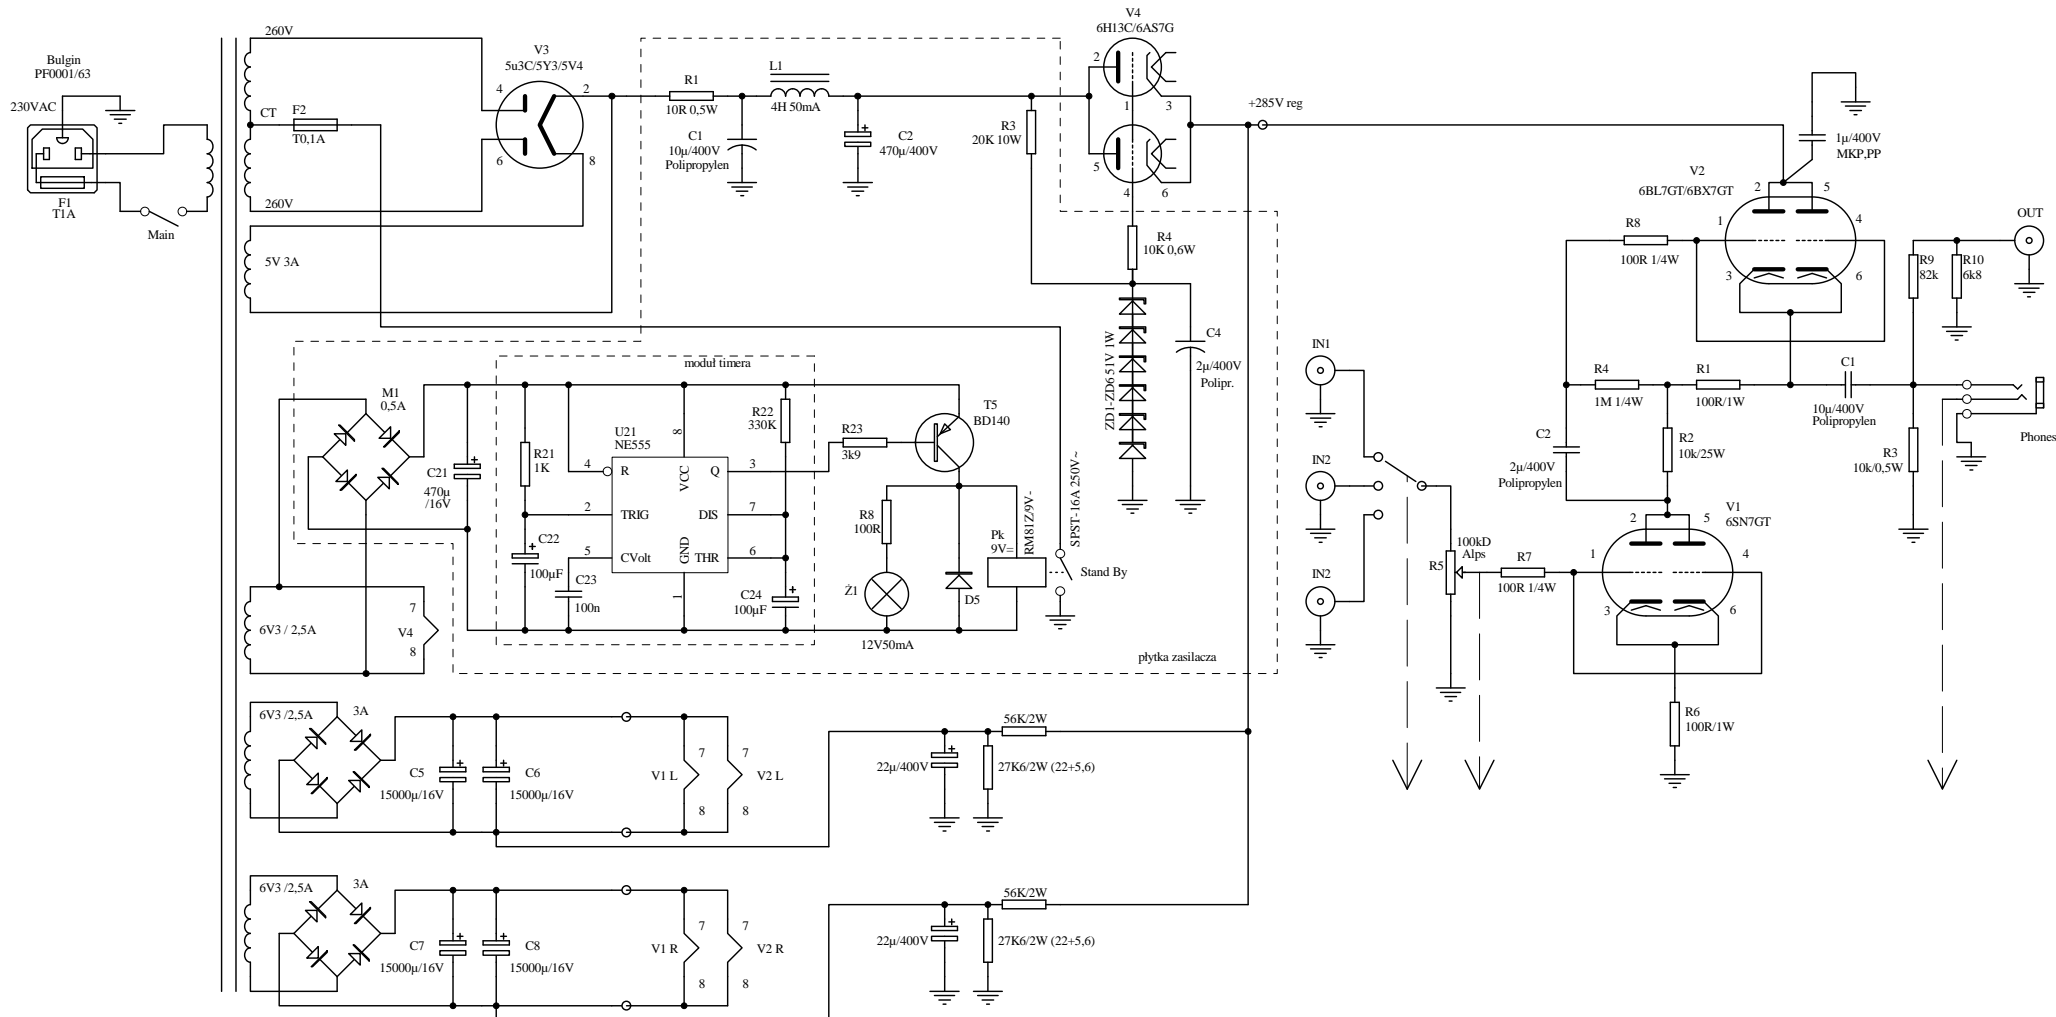 Bulgin
PF0001/63
230VAC
F1
T1A
Main
260V
CT
F2
T0,1A
260V
5V 3A
V3
5u3C/5Y3/5V4
4
2
6
8
R1
10R 0,5W
C1
10µ/400V
Polipropylen
L1
4H 50mA
C2
470µ/400V
R3
20K 10W
V4
6H13C/6AS7G
2
1
3
5
4
6
R4
10K 0,6W
ZD1-ZD6 51V 1W
C4
2µ/400V
Polipr.
+285V reg
1µ/400V
MKP,PP
V2
6BL7GT/6BX7GT
2
5
1
4
3
6
R8
100R 1/4W
R9
82k
R10
6k8
OUT
R4
1M 1/4W
R1
100R/1W
C1
10µ/400V
Polipropylen
Phones
R3
10k/0,5W
C2
2µ/400V
Polipropylen
R2
10k/25W
V1
6SN7GT
2
5
1
4
3
6
R6
100R/1W
R7
100R 1/4W
100kD
Alps
R5
IN1
IN2
IN2
moduł timera
M1
0,5A
C21
470µ
/16V
R21
1K
C22
100µF
C23
100n
U21
NE555
4
R
2
TRIG
5
CVolt
8
VCC
GND
1
Q
3
DIS
7
THR
6
R22
330K
C24
100µF
R23
3k9
T5
BD140
R8
100R
Ż1
12V50mA
D5
Pk
9V=
RM81Z/9V-
SPST-16A 250V~
Stand By
płytka zasilacza
6V3 / 2,5A
7
V4
8
6V3 /2,5A
3A
C5
15000µ/16V
C6
15000µ/16V
7
V1 L
8
7
V2 L
8
22µ/400V
56K/2W
27K6/2W (22+5,6)
6V3 /2,5A
3A
C7
15000µ/16V
C8
15000µ/16V
7
V1 R
8
7
V2 R
8
22µ/400V
56K/2W
27K6/2W (22+5,6)